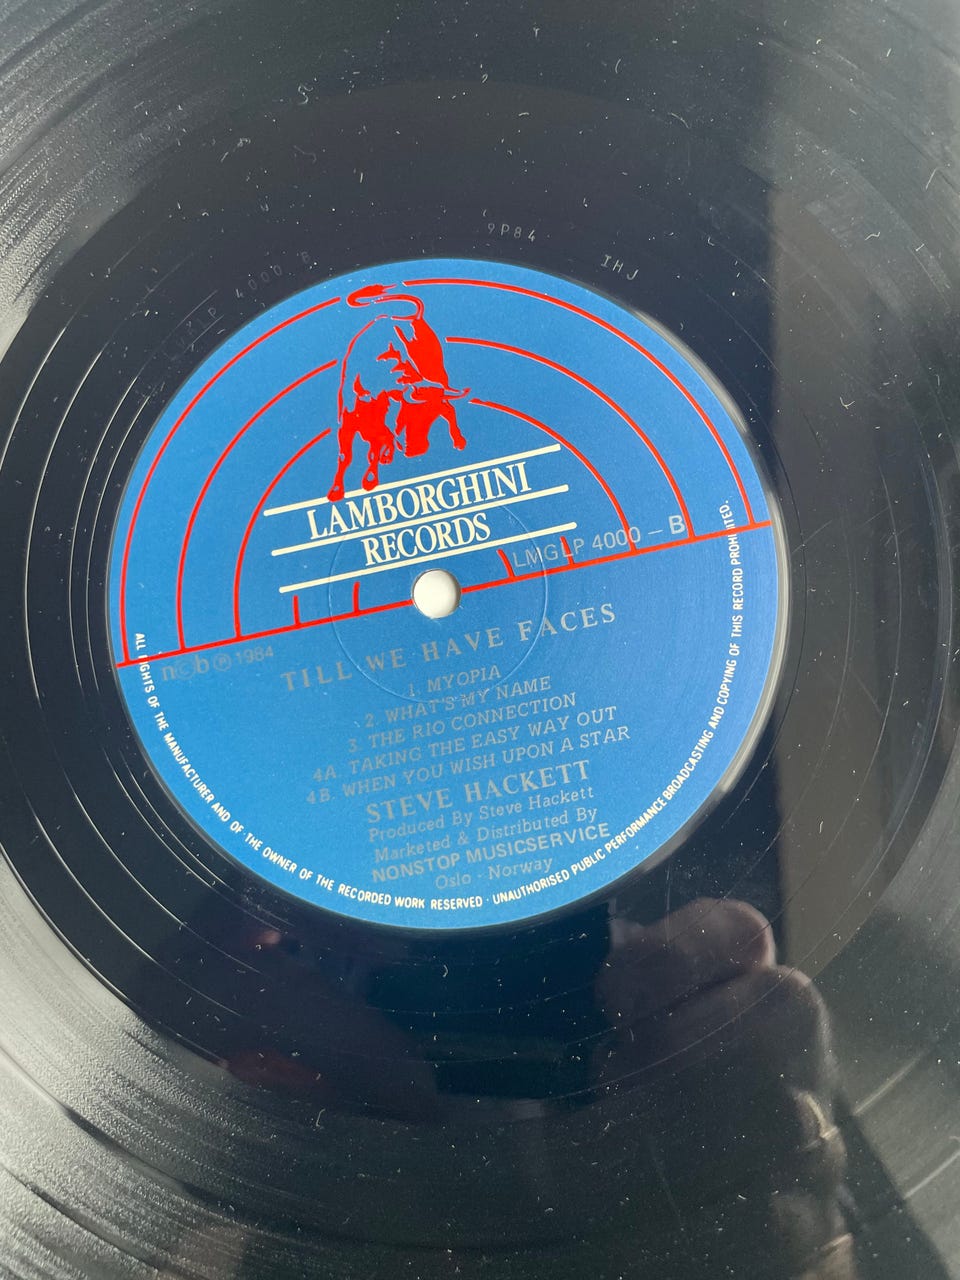 9P84
IHJ
4000 B
LAMBORGHINI
RECORDS
LMGLP 4000 – B
n©b ℗ 1984
TILL WE HAVE FACES
1. MYOPIA
2. WHAT'S MY NAME
3. THE RIO CONNECTION
4A. TAKING THE EASY WAY OUT
4B. WHEN YOU WISH UPON A STAR
STEVE HACKETT
Produced By Steve Hackett
Marketed & Distributed By
NONSTOP MUSICSERVICE
Oslo - Norway
ALL RIGHTS OF THE MANUFACTURER AND OF THE OWNER OF THE RECORDED WORK RESERVED · UNAUTHORISED PUBLIC PERFORMANCE BROADCASTING AND COPYING OF THIS RECORD PROHIBITED.